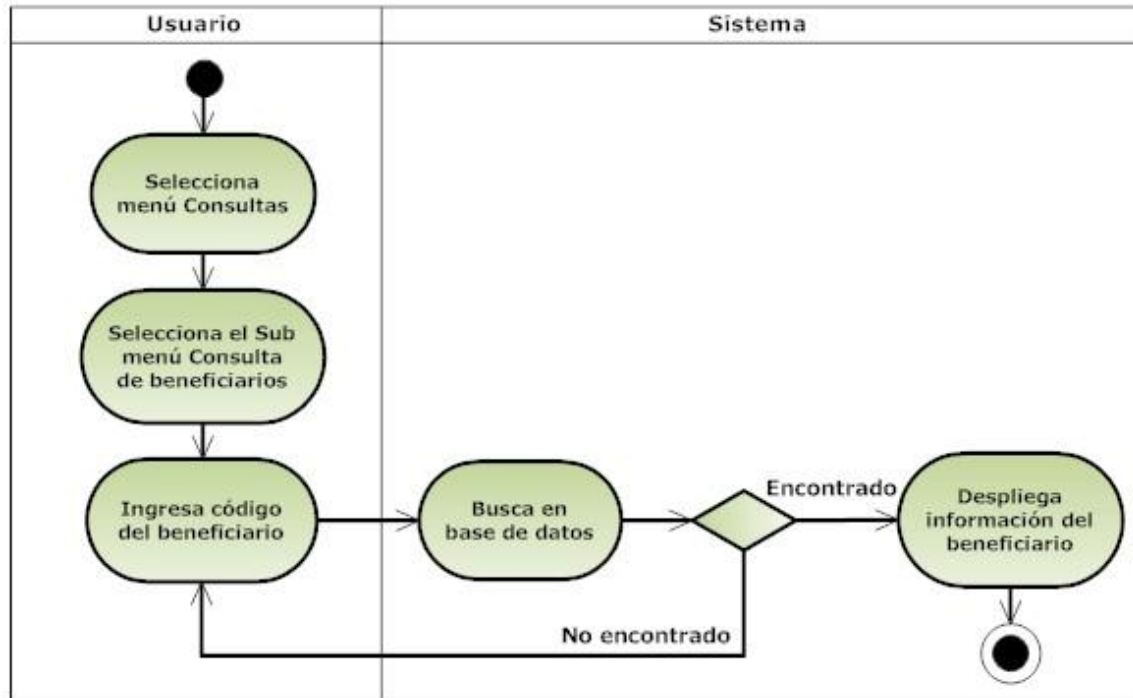 Usuario
Sistema
Selecciona
menú Consultas
Selecciona el Sub
menú Consulta
de beneficiarios
Ingresa código
del beneficiario
Busca en
base de datos
Encontrado
Despliega
información del
beneficiario
No encontrado